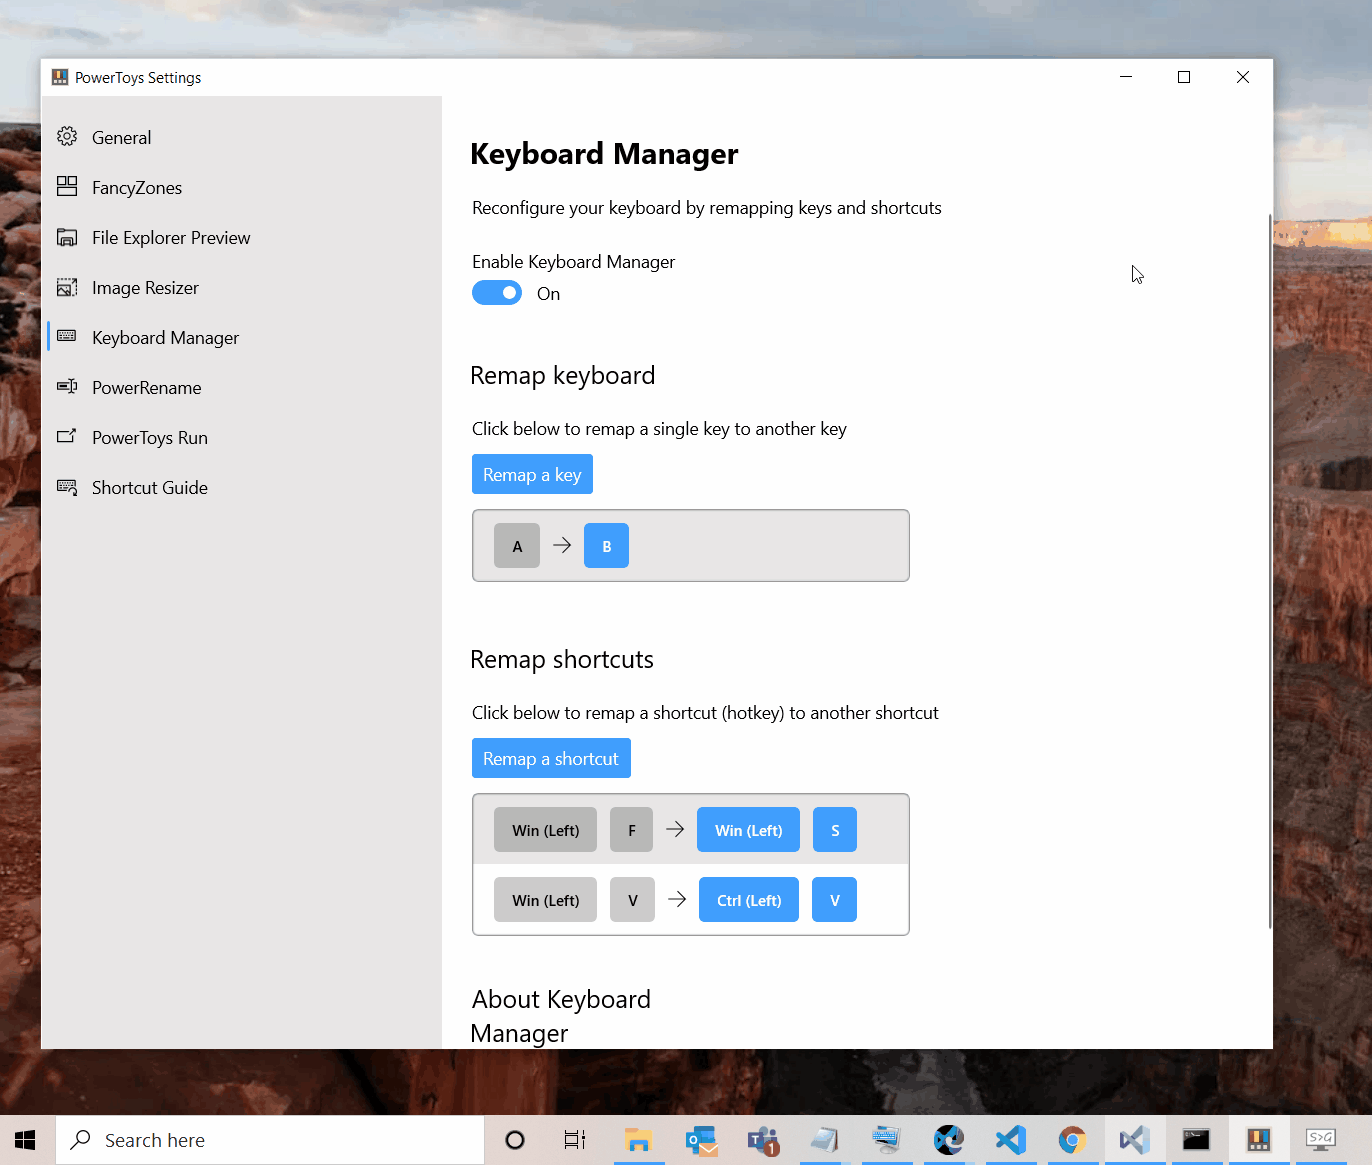 PowerToys Settings
General
FancyZones
File Explorer Preview
Image Resizer
Keyboard Manager
PowerRename
PowerToys Run
Shortcut Guide
Keyboard Manager
Reconfigure your keyboard by remapping keys and shortcuts
Enable Keyboard Manager
On
Remap keyboard
Click below to remap a single key to another key
Remap a key
A → B
Remap shortcuts
Click below to remap a shortcut (hotkey) to another shortcut
Remap a shortcut
Win (Left) F → Win (Left) S
Win (Left) V → Ctrl (Left) V
About Keyboard
Manager
Search here
1
S>G